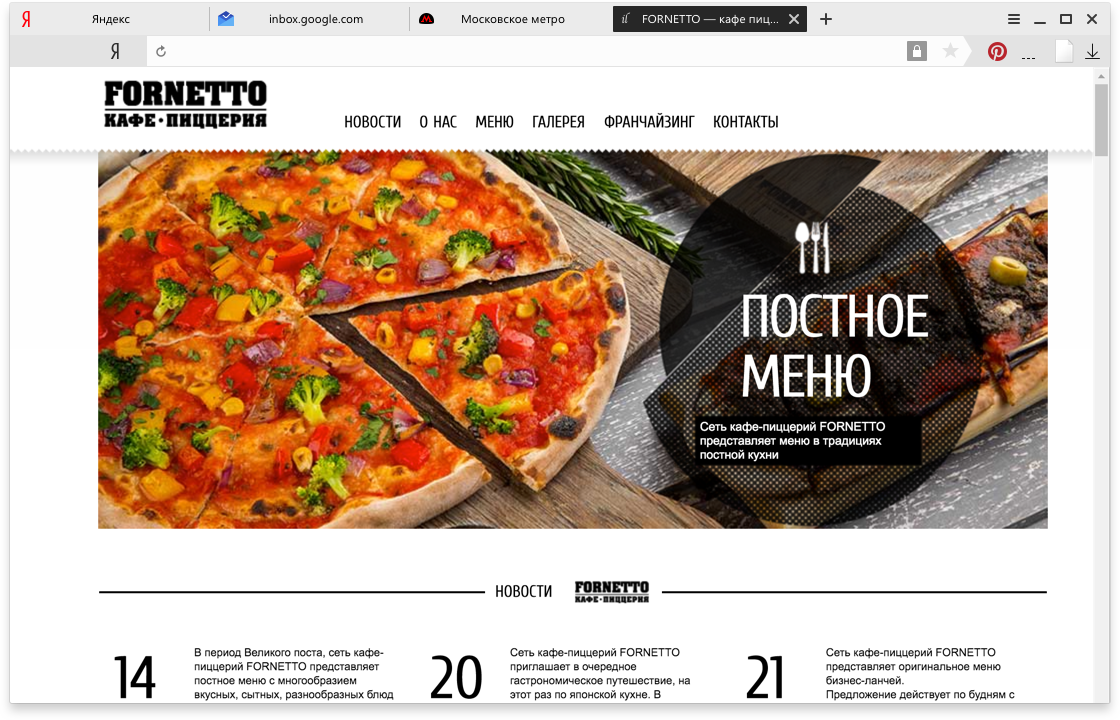 Я Яндекс
inbox.google.com
Московское метро
FORNETTO — кафе пиц...
Я
FORNETTO
КАФЕ·ПИЦЦЕРИЯ
НОВОСТИ О НАС МЕНЮ ГАЛЕРЕЯ ФРАНЧАЙЗИНГ КОНТАКТЫ
ПОСТНОЕ
МЕНЮ
Сеть кафе-пиццерий FORNETTO
представляет меню в традициях
постной кухни
НОВОСТИ
FORNETTO
КАФЕ·ПИЦЦЕРИЯ
14
В период Великого поста, сеть кафе-
пиццерий FORNETTO представляет
постное меню с многообразием
вкусных, сытных, разнообразных блюд
20
Сеть кафе-пиццерий FORNETTO
приглашает в очередное
гастрономическое путешествие, на
этот раз по японской кухне. В
21
Сеть кафе-пиццерий FORNETTO
представляет оригинальное меню
бизнес-ланчей.
Предложение действует по будням с